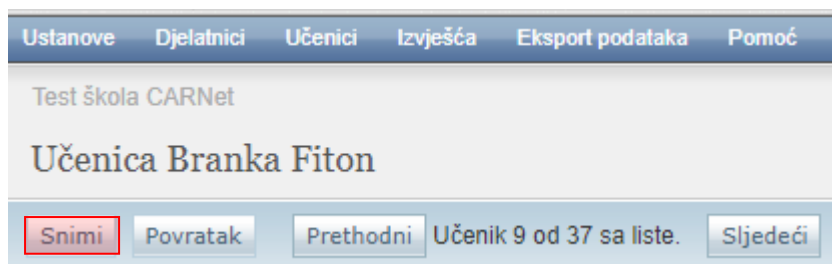 Ustanove Djelatnici Učenici Izvješća Eksport podataka Pomoć
Test škola CARNet
Učenica Branka Fiton
Snimi Povratak Prethodni Učenik 9 od 37 sa liste. Sljedeći